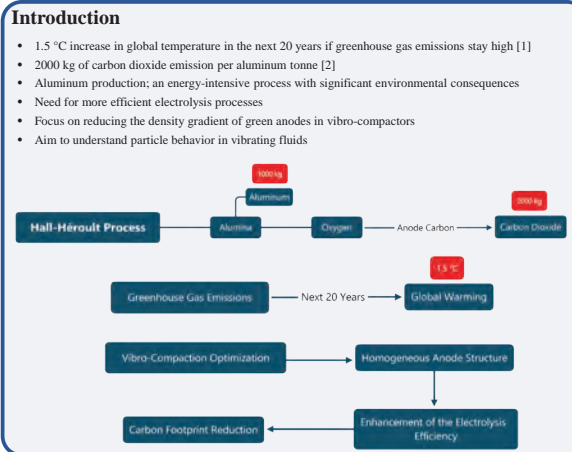 Introduction
• 1.5 °C increase in global temperature in the next 20 years if greenhouse gas emissions stay high [1]
• 2000 kg of carbon dioxide emission per aluminum tonne [2]
• Aluminum production; an energy-intensive process with significant environmental consequences
• Need for more efficient electrolysis processes
• Focus on reducing the density gradient of green anodes in vibro-compactors
• Aim to understand particle behavior in vibrating fluids
1000 kg
Aluminum
2000 kg
Hall-Héroult Process
Alumina
Oxygen
Anode Carbon
Carbon Dioxide
1.5 °C
Greenhouse Gas Emissions
Next 20 Years
Global Warming
Vibro-Compaction Optimization
Homogeneous Anode Structure
Carbon Footprint Reduction
Enhancement of the Electrolysis
Efficiency